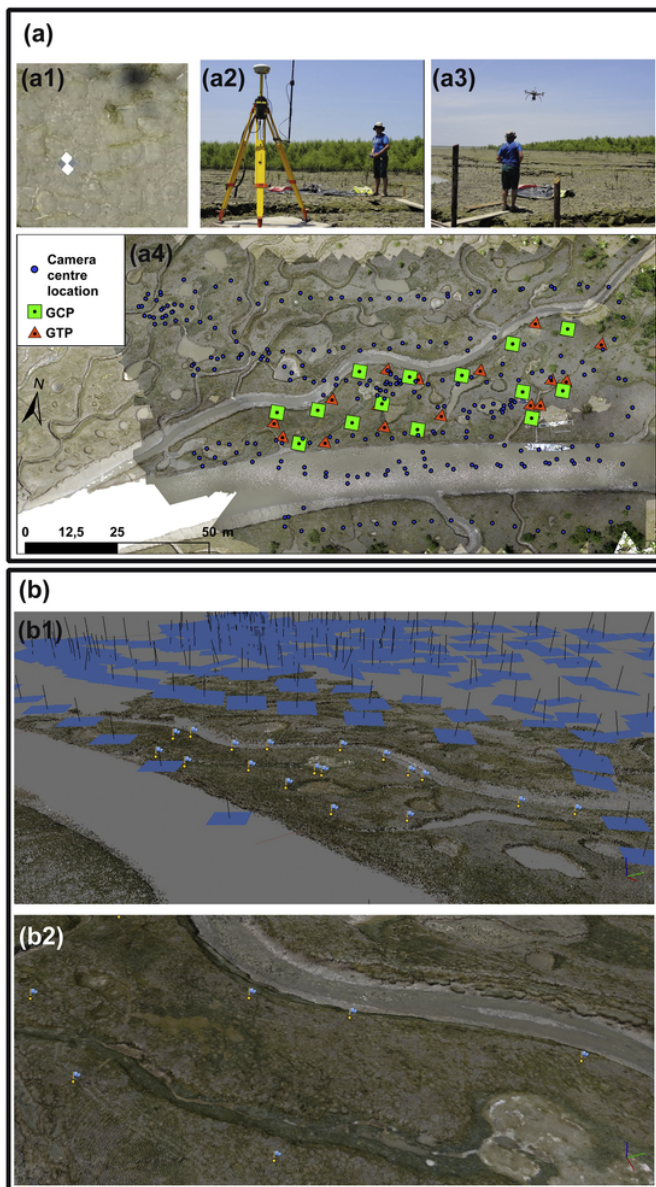 (a)
(a1)
(a2)
(a3)
(a4)
Camera
centre
location
GCP
GTP
N
0 12,5 25 50 m
(b)
(b1)
(b2)